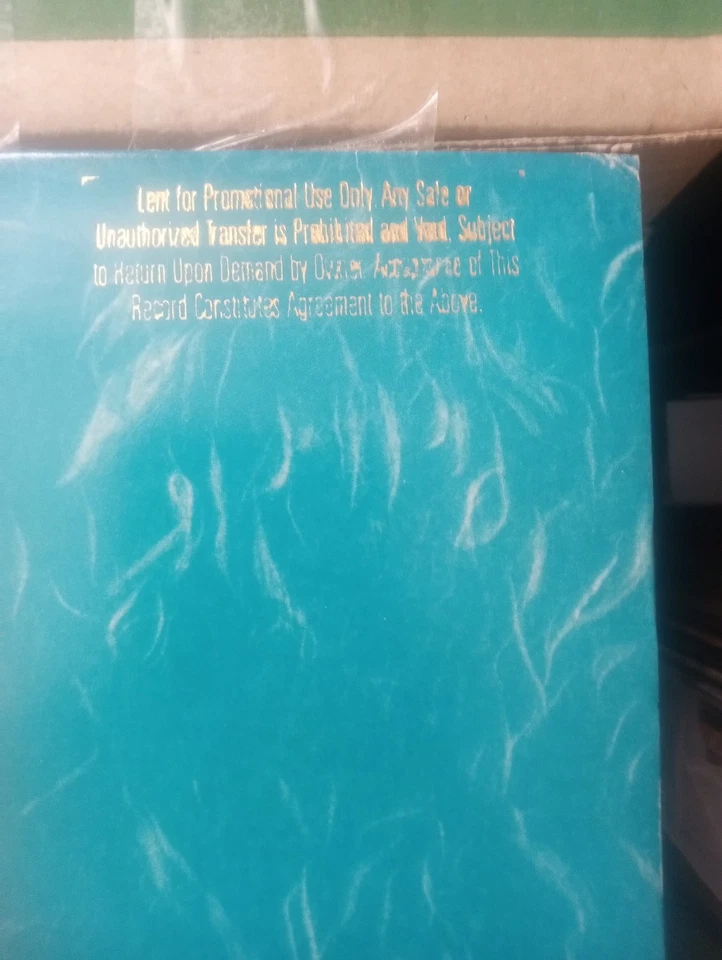 Lent for Promotional Use Only Any Sale or
Unauthorized Transfer is Prohibited and Void. Subject
to Return Upon Demand by Owner Acceptance of This
Record Constitutes Agreement to the Above.